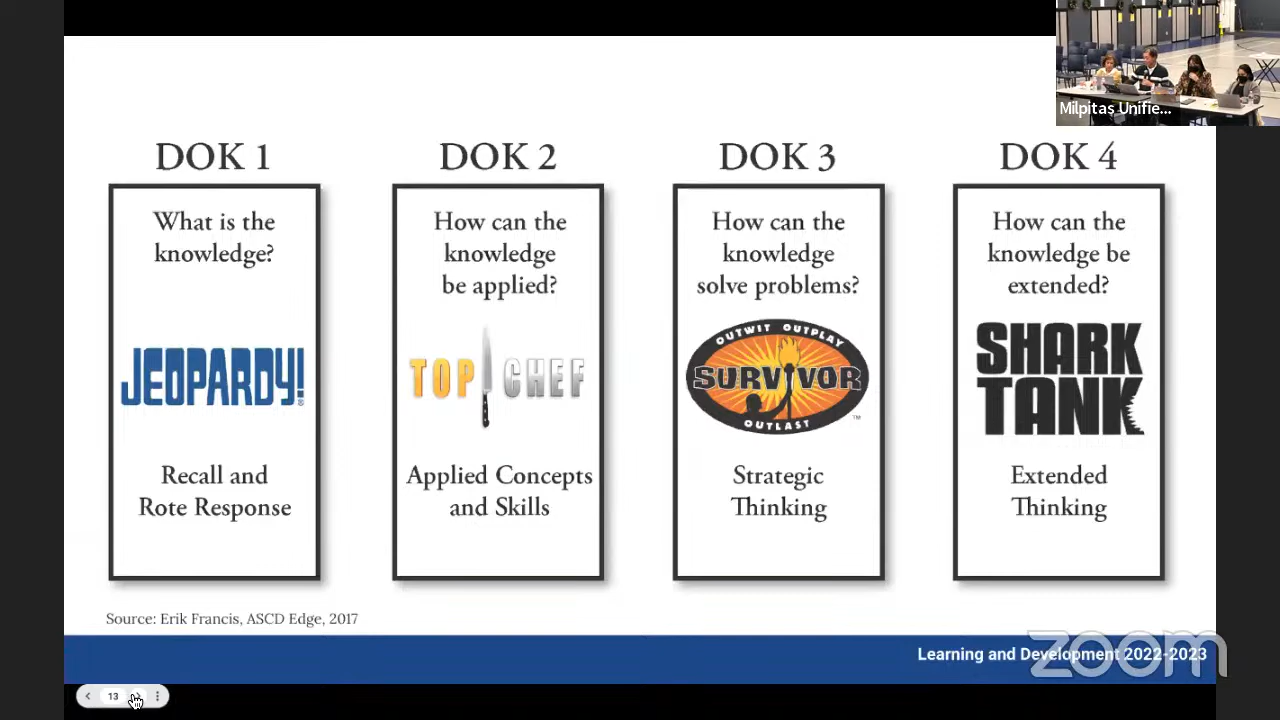 Milpitas Unifie...
DOK 1
What is the
knowledge?
JEOPARDY!
®
Recall and
Rote Response
DOK 2
How can the
knowledge
be applied?
TOP CHEF
Applied Concepts
and Skills
DOK 3
How can the
knowledge
solve problems?
OUTWIT OUTPLAY
SURVIVOR
OUTLAST
TM
Strategic
Thinking
DOK 4
How can the
knowledge be
extended?
SHARK
TANK
Extended
Thinking
Source: Erik Francis, ASCD Edge, 2017
Learning and Development 2022-2023
zoom
13